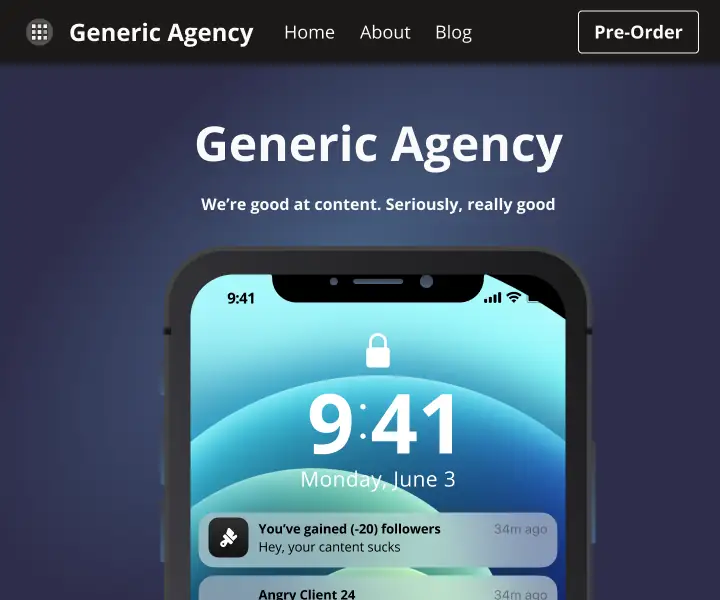 Generic Agency Home About Blog Pre-Order
Generic Agency
We’re good at content. Seriously, really good
9:41
9:41
Monday, June 3
You’ve gained (-20) followers 34m ago
Hey, your cantent sucks
Angry Client 24 34m ago